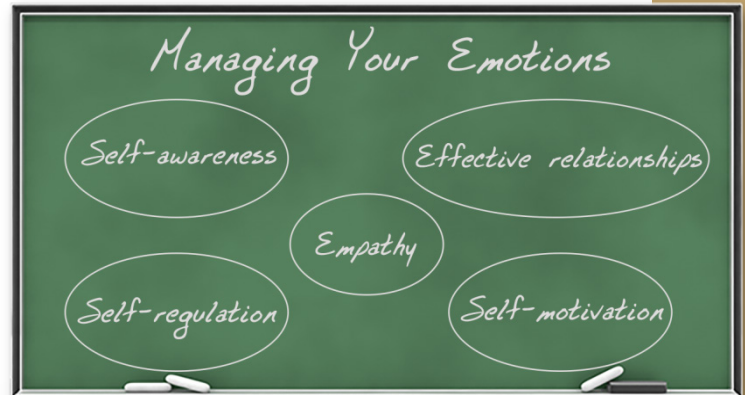 Managing Your Emotions
Self-awareness
Effective relationships
Empathy
Self-regulation
Self-motivation